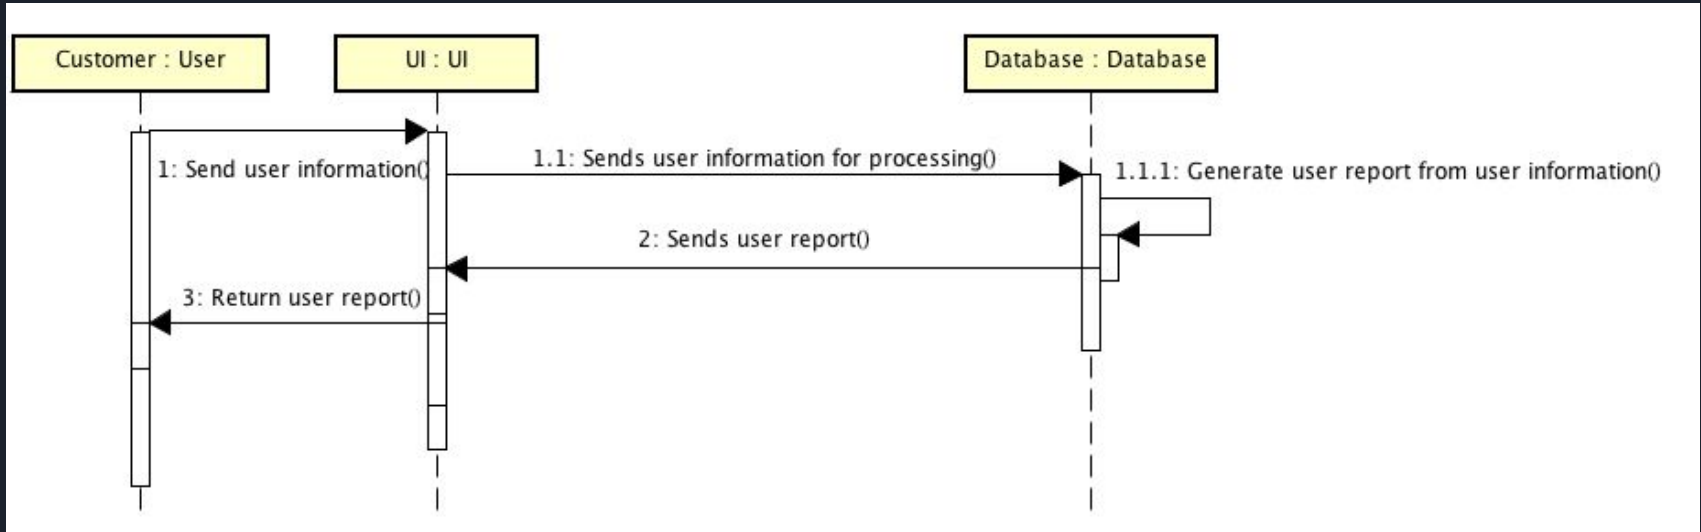 Customer : User
UI : UI
Database : Database
1: Send user information()
1.1: Sends user information for processing()
1.1.1: Generate user report from user information()
2: Sends user report()
3: Return user report()